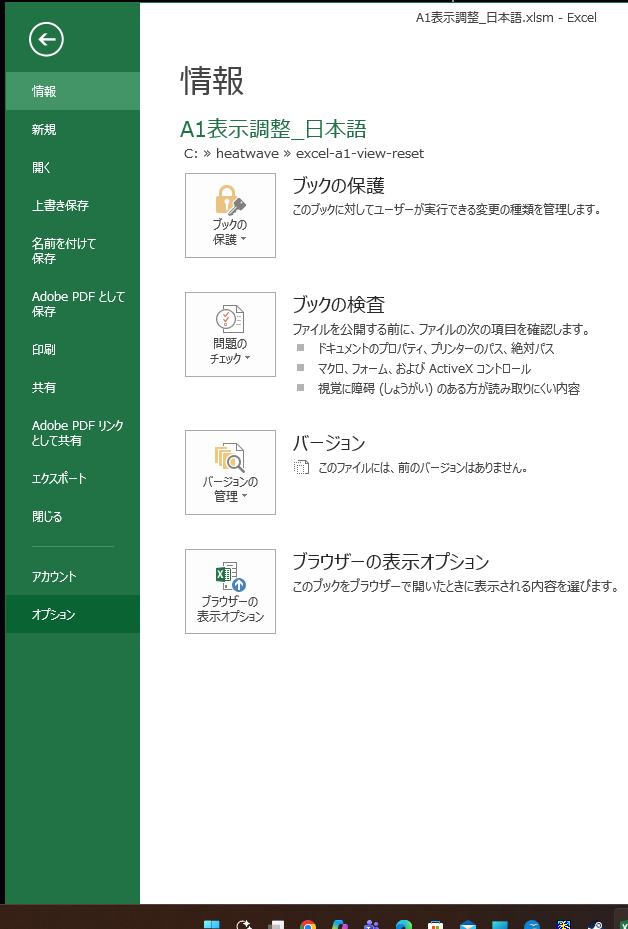 A1表示調整_日本語.xlsm - Excel
情報
新規
開く
上書き保存
名前を付けて
保存
Adobe PDF として
保存
印刷
共有
Adobe PDF リンク
として共有
エクスポート
閉じる
アカウント
オプション
情報
A1表示調整_日本語
C: » heatwave » excel-a1-view-reset
ブックの
保護
ブックの保護
このブックに対してユーザーが実行できる変更の種類を管理します。
問題の
チェック
ブックの検査
ファイルを公開する前に、ファイルの次の項目を確認します。
ドキュメントのプロパティ、プリンターのパス、絶対パス
マクロ、フォーム、および ActiveX コントロール
視覚に障碍 (しょうがい) のある方が読み取りにくい内容
バージョンの
管理
バージョン
このファイルには、前のバージョンはありません。
ブラウザーの
表示オプション
ブラウザーの表示オプション
このブックをブラウザーで開いたときに表示される内容を選びます。